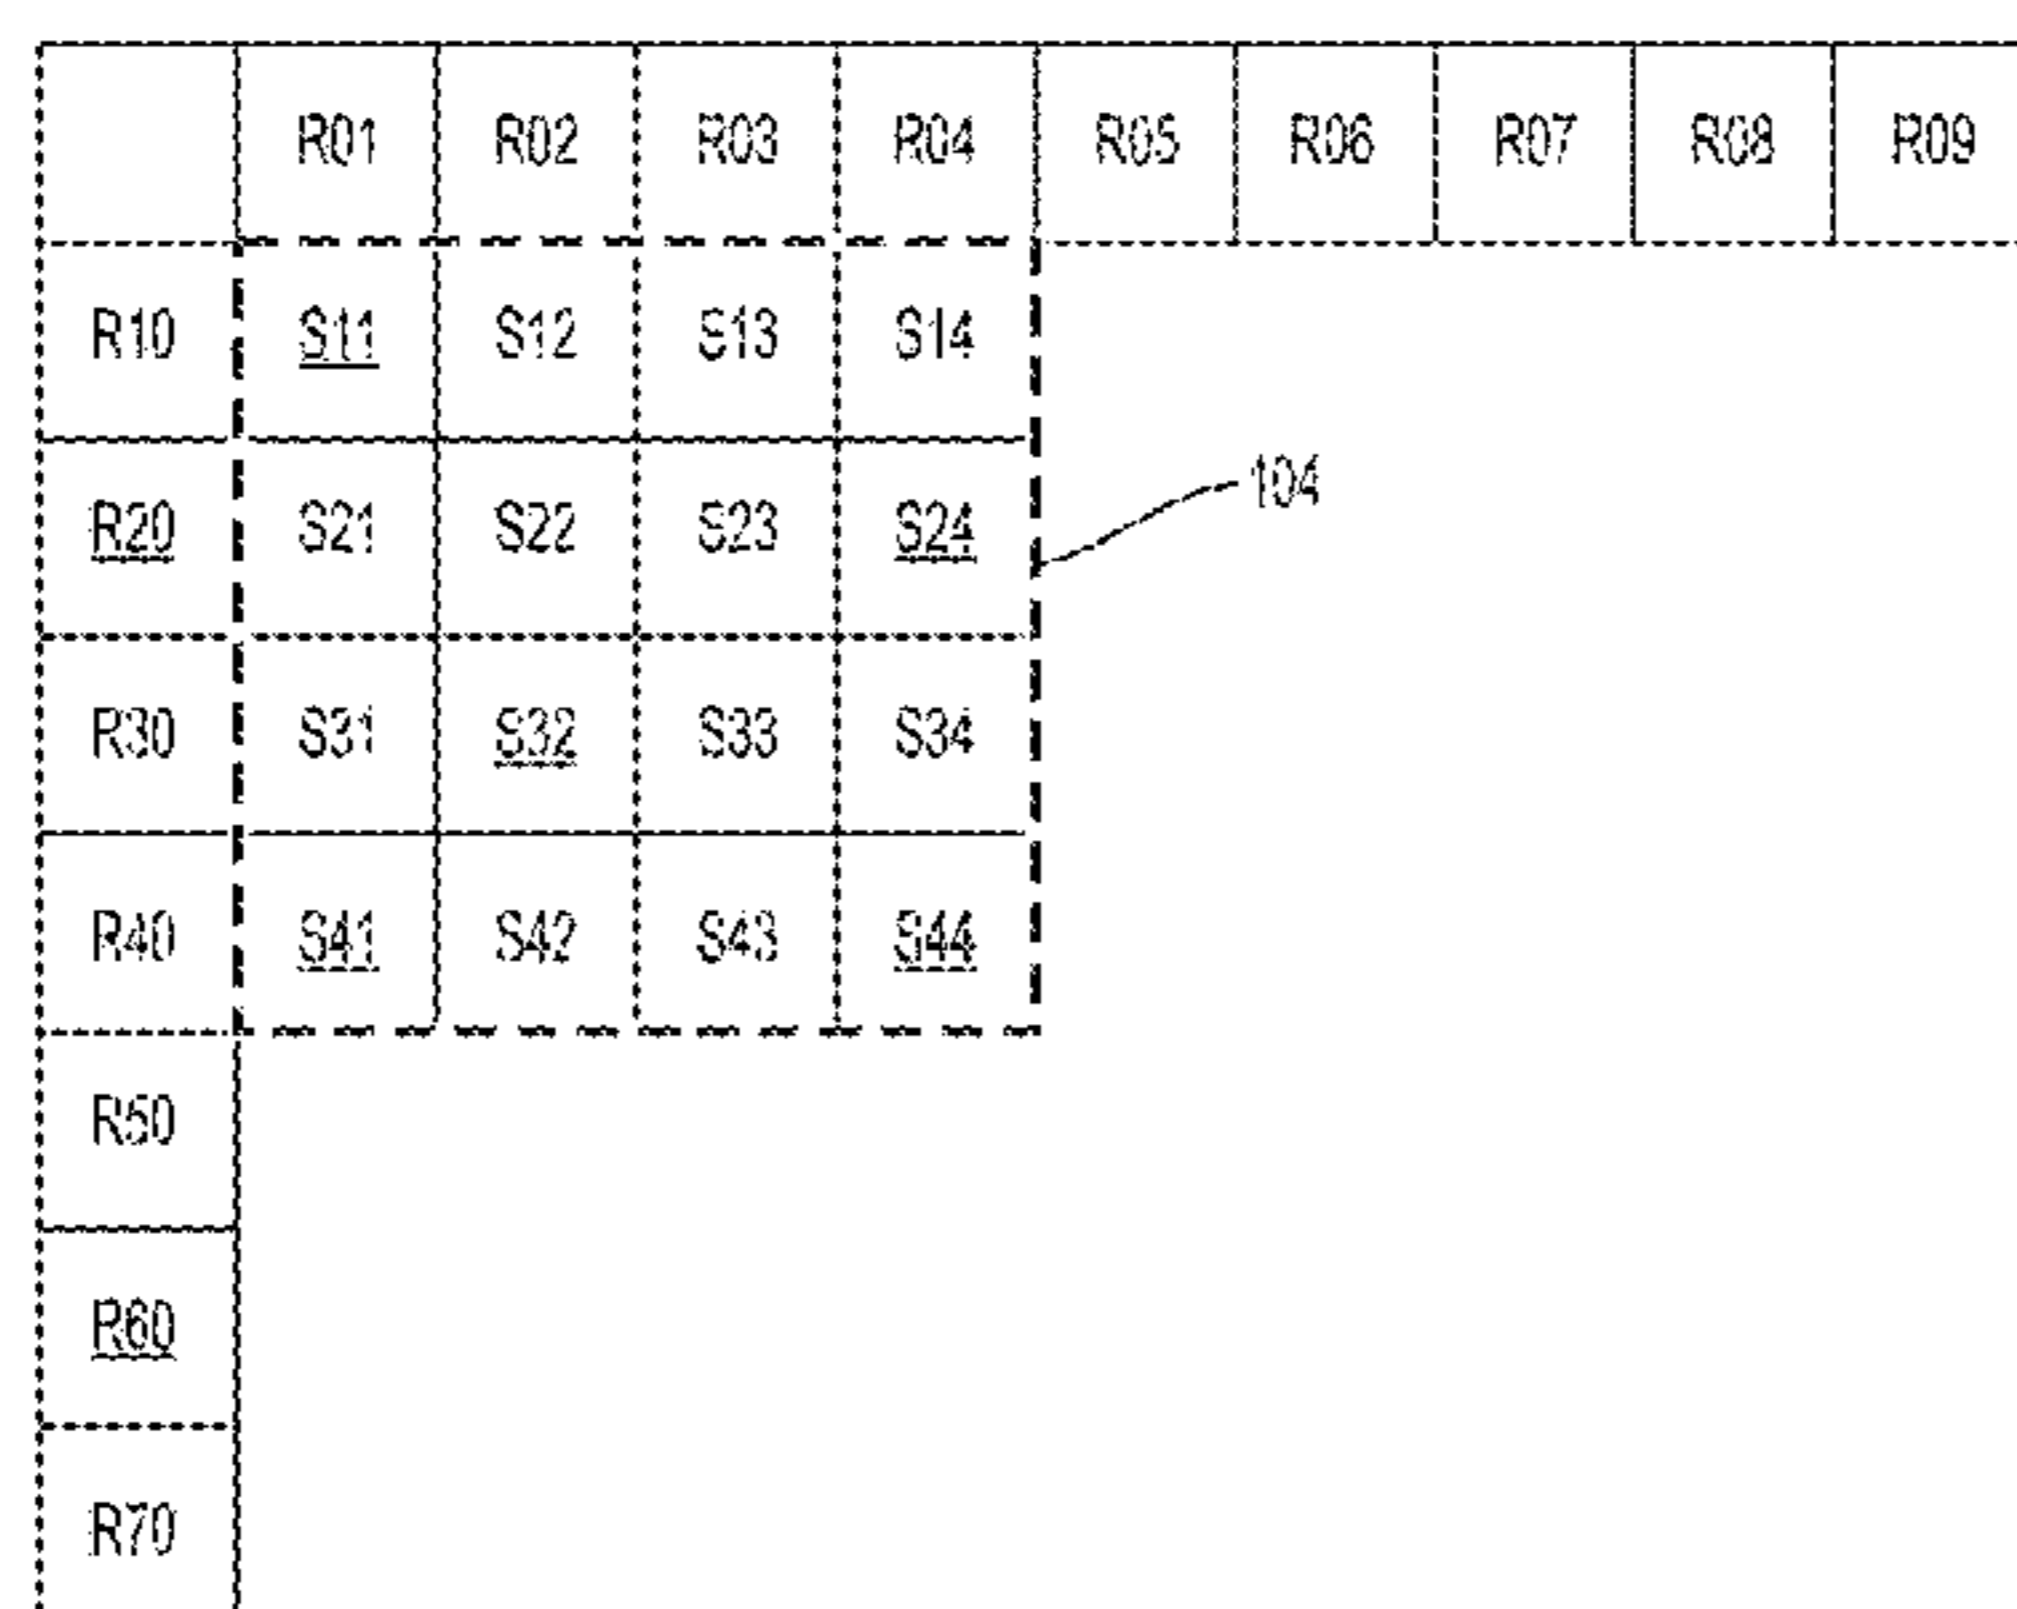 R01 R02 R03 R04 R05 R06 R07 R08 R09
R10 S11 S12 S13 S14
R20 S21 S22 S23 S24 104
R30 S31 S32 S33 S34
R40 S41 S42 S43 S44
R50
R60
R70